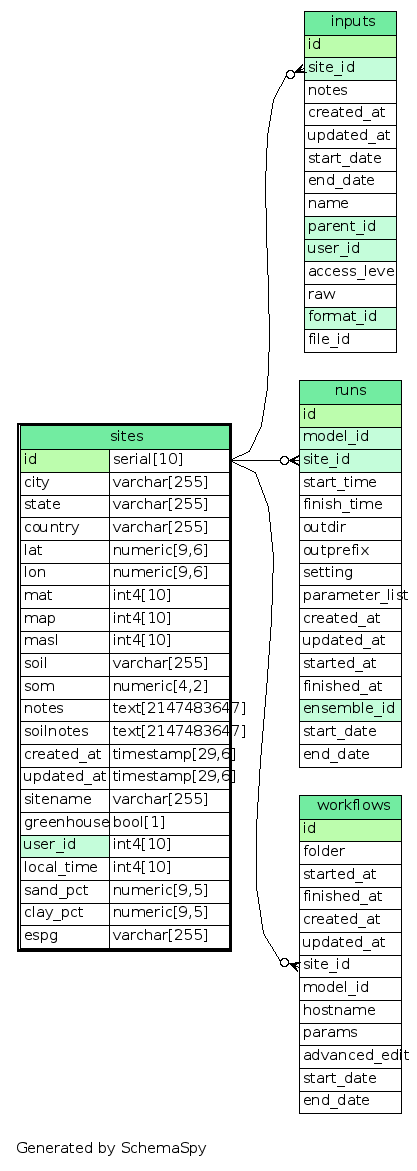 inputs
id
site_id
notes
created_at
updated_at
start_date
end_date
name
parent_id
user_id
access_leve
raw
format_id
file_id
runs
id
model_id
site_id
start_time
finish_time
outdir
outprefix
setting
parameter_list
created_at
updated_at
started_at
finished_at
ensemble_id
start_date
end_date
sites
id serial[10]
city varchar[255]
state varchar[255]
country varchar[255]
lat numeric[9,6]
lon numeric[9,6]
mat int4[10]
map int4[10]
masl int4[10]
soil varchar[255]
som numeric[4,2]
notes text[2147483647]
soilnotes text[2147483647]
created_at timestamp[29,6]
updated_at timestamp[29,6]
sitename varchar[255]
greenhouse bool[1]
user_id int4[10]
local_time int4[10]
sand_pct numeric[9,5]
clay_pct numeric[9,5]
espg varchar[255]
workflows
id
folder
started_at
finished_at
created_at
updated_at
site_id
model_id
hostname
params
advanced_edit
start_date
end_date
Generated by SchemaSpy